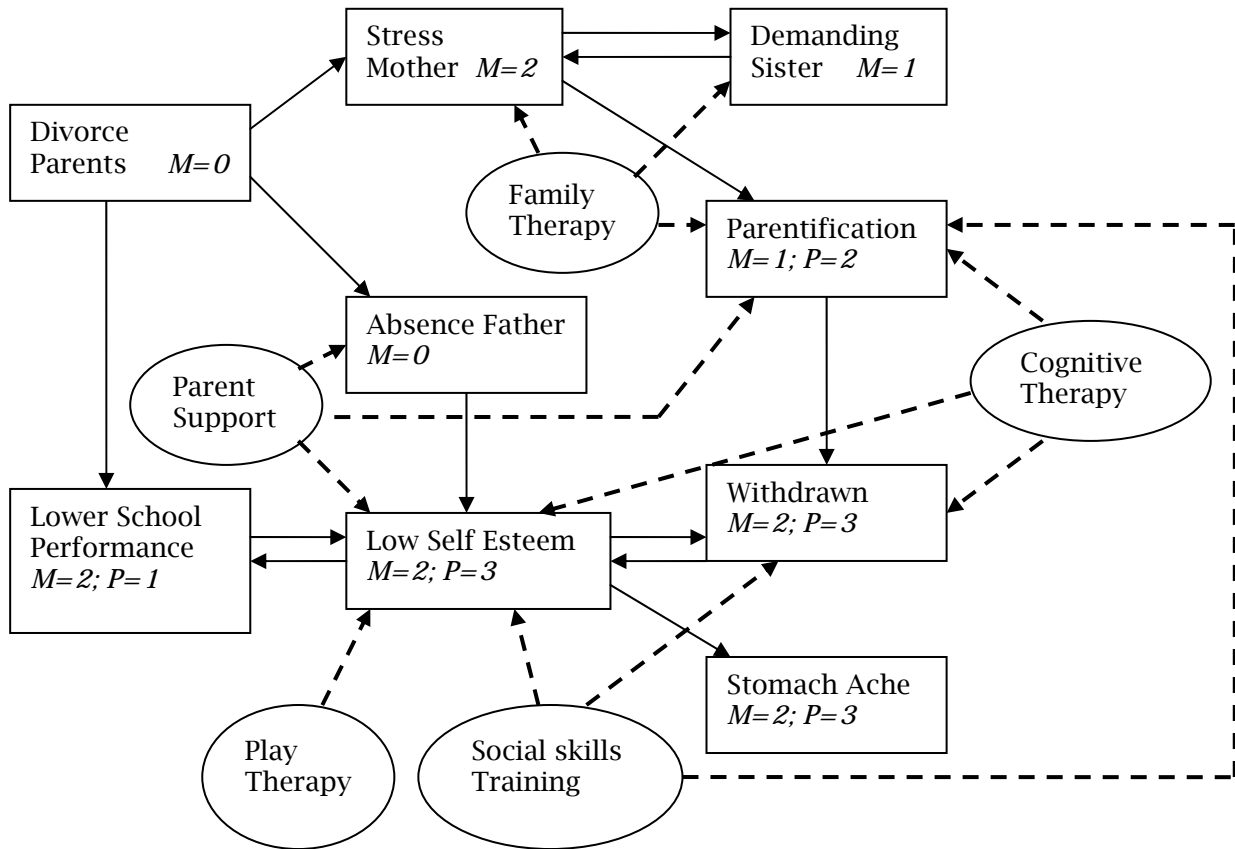 Stress
Mother M=2
Demanding
Sister M=1
Divorce
Parents M=0
Family
Therapy
Parentification
M=1; P=2
Absence Father
M=0
Parent
Support
Cognitive
Therapy
Lower School
Performance
M=2; P=1
Low Self Esteem
M=2; P=3
Withdrawn
M=2; P=3
Stomach Ache
M=2; P=3
Play
Therapy
Social skills
Training